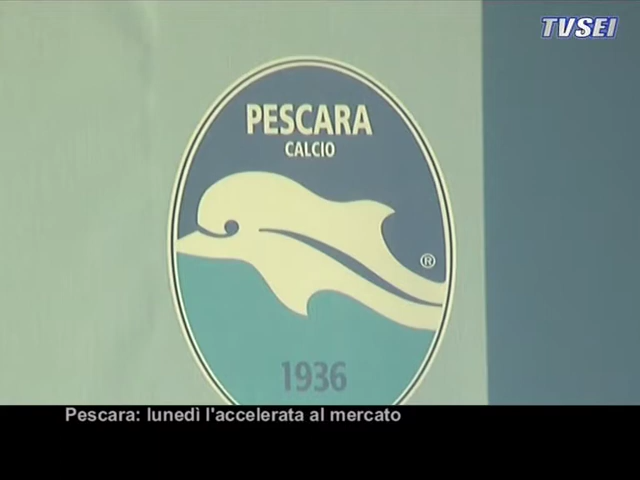 TVSEI
PESCARA
CALCIO
®
1936
Pescara: lunedì l'accelerata al mercato